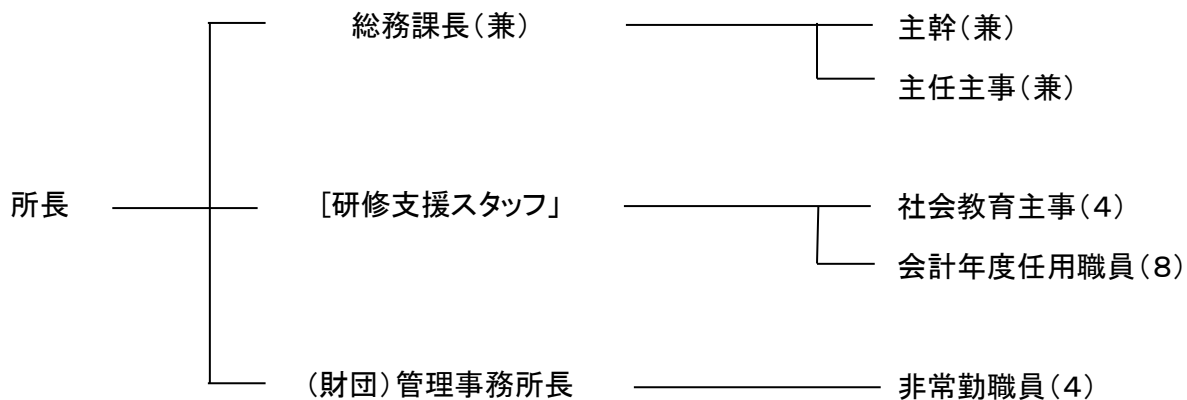 総務課長(兼)
主幹(兼)
主任主事(兼)
所長
[研修支援スタッフ」
社会教育主事(4)
会計年度任用職員(8)
(財団)管理事務所長
非常勤職員(4)